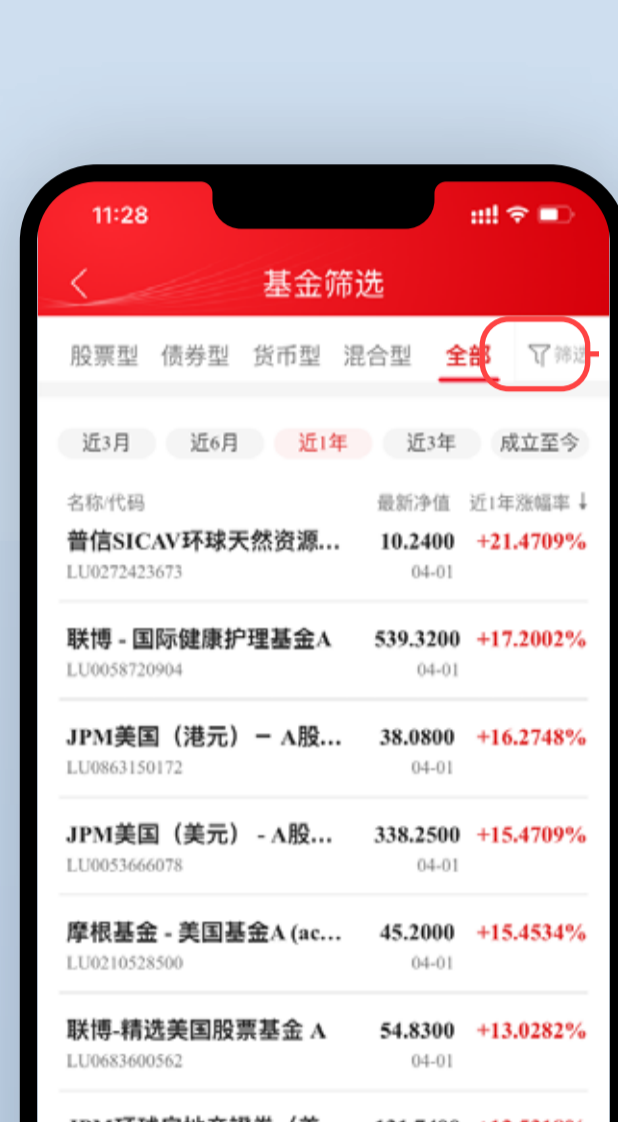 11:28
基金筛选
股票型 债券型 货币型 混合型 全部 筛选
近3月 近6月 近1年 近3年 成立至今
名称/代码 最新净值 近1年涨幅率↓
普信SICAV环球天然资源... 10.2400 +21.4709%
LU0272423673 04-01
联博 - 国际健康护理基金A 539.3200 +17.2002%
LU0058720904 04-01
JPM美国（港元） － A股... 38.0800 +16.2748%
LU0863150172 04-01
JPM美国（美元） - A股... 338.2500 +15.4709%
LU0053666078 04-01
摩根基金 - 美国基金A (ac... 45.2000 +15.4534%
LU0210528500 04-01
联博-精选美国股票基金 A 54.8300 +13.0282%
LU0683600562 04-01